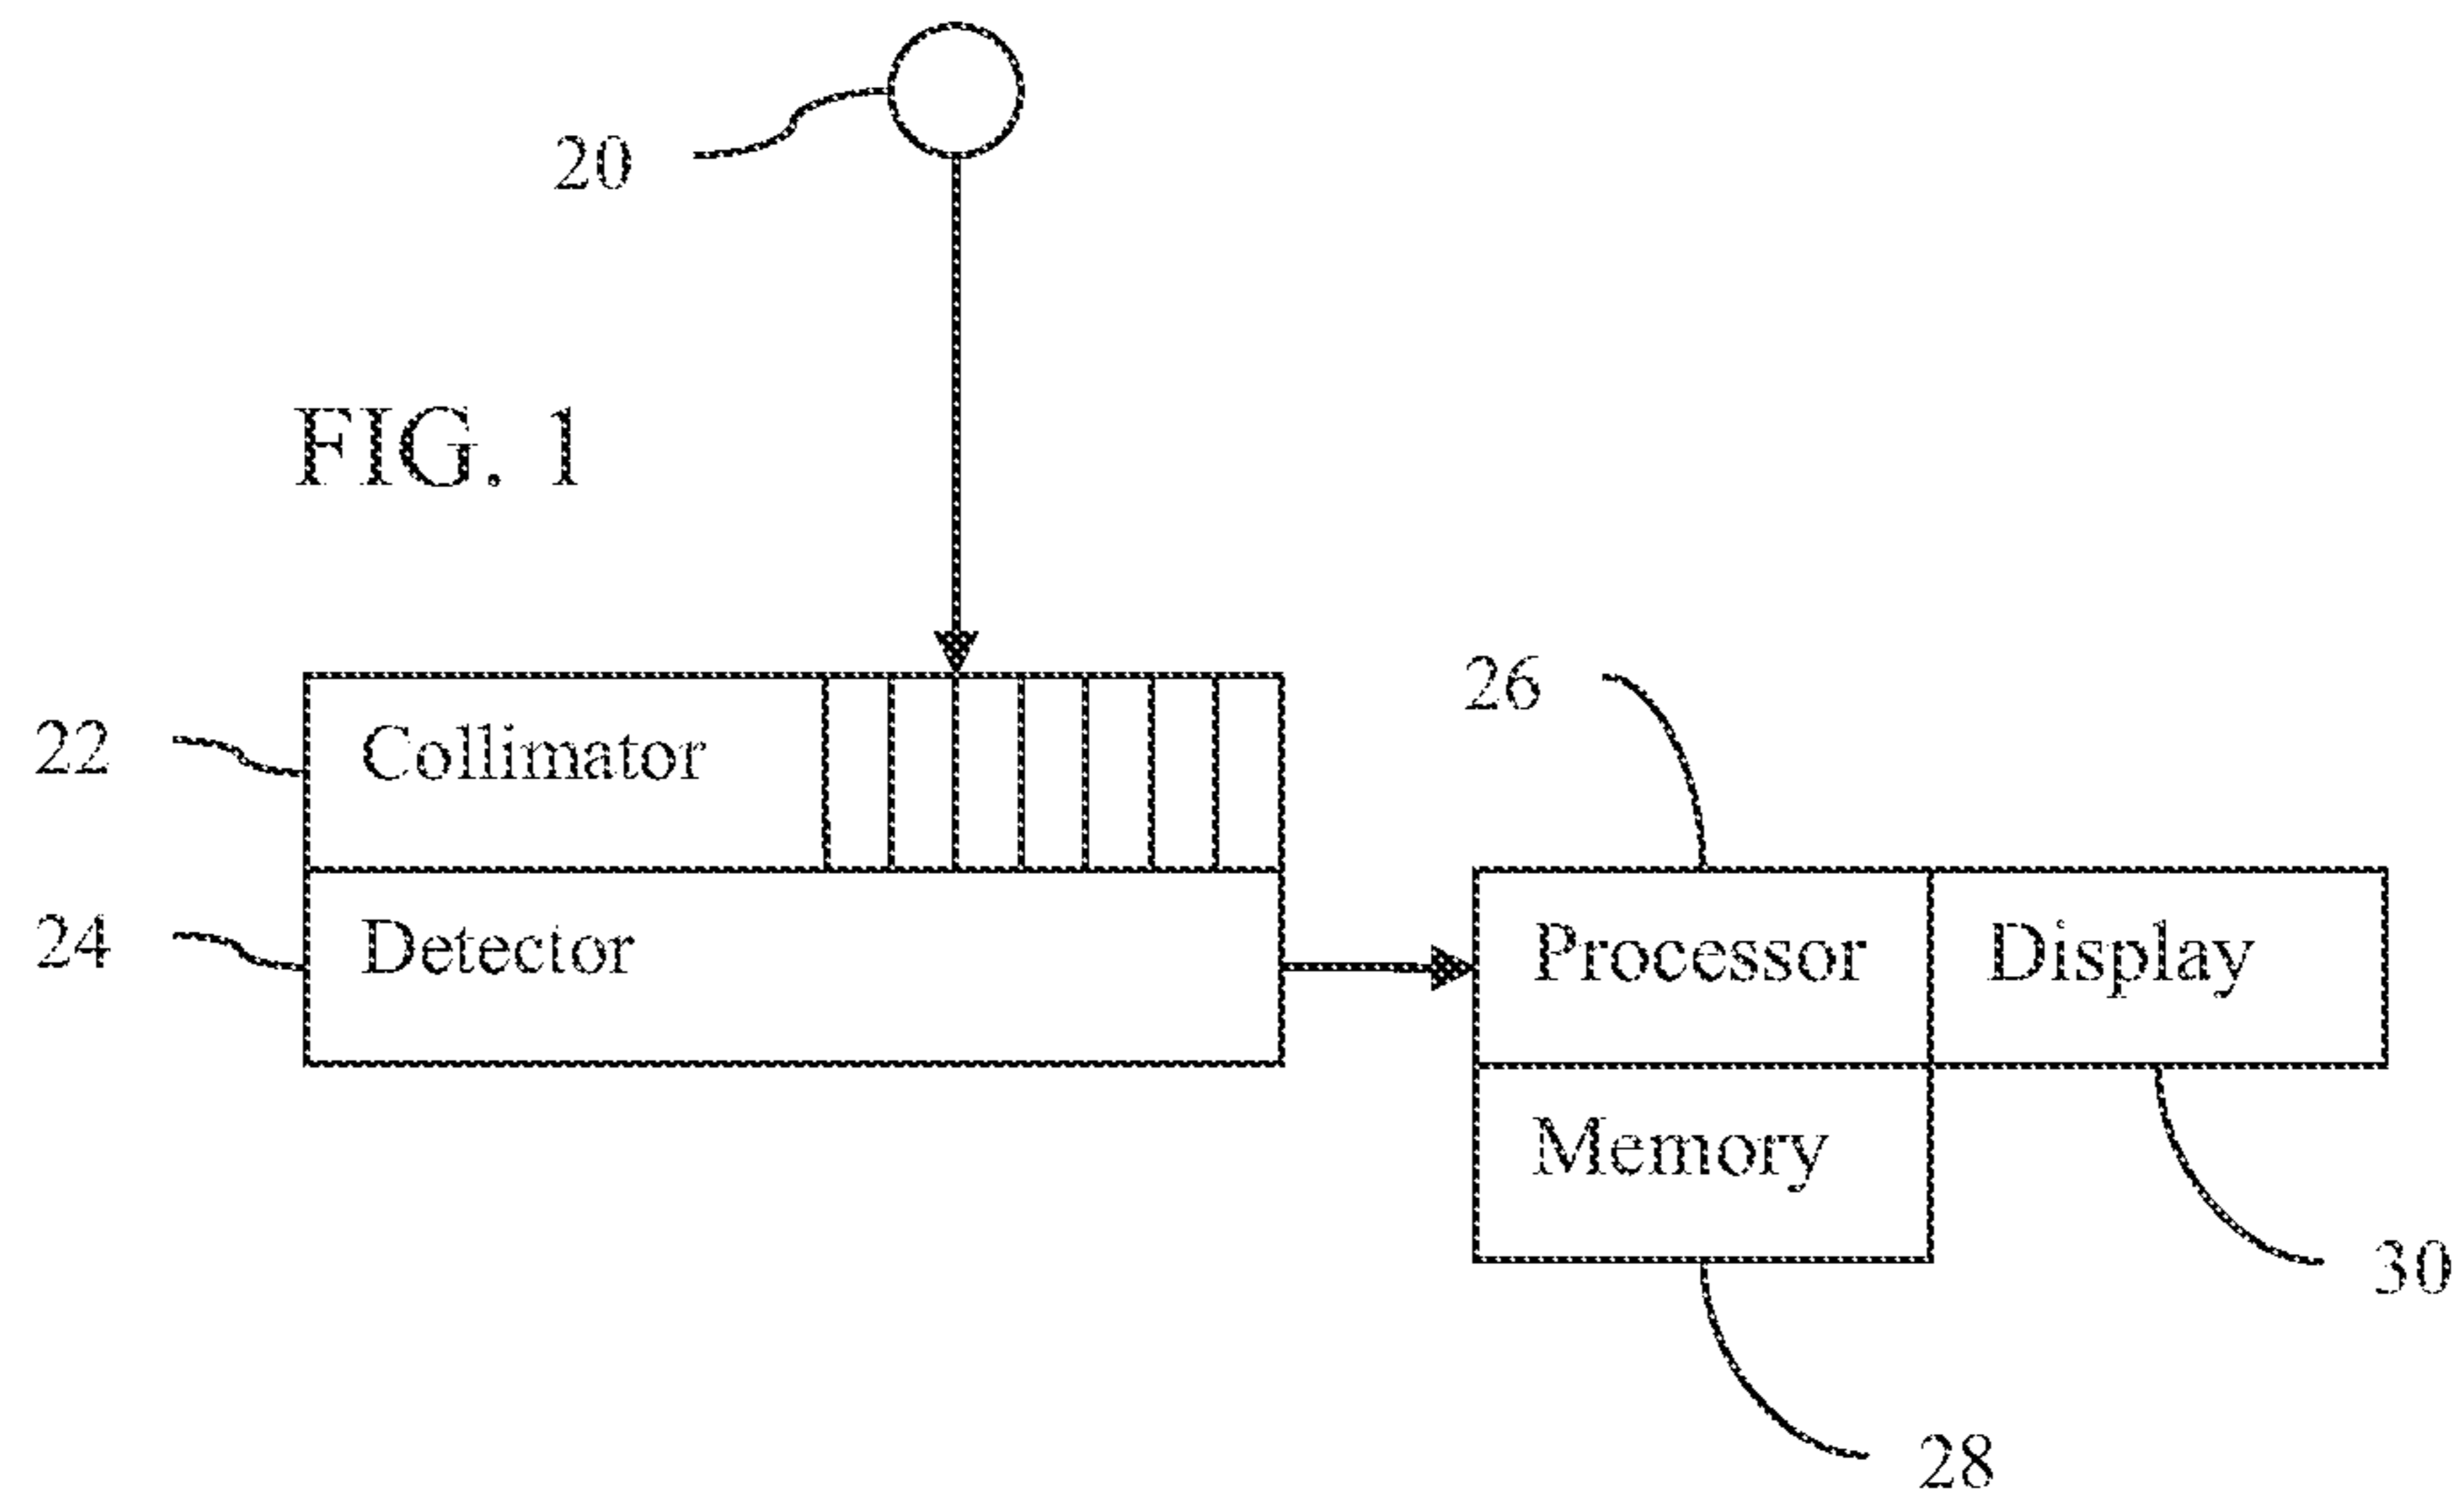 20
FIG. 1
26
22
Collimator
24
Detector
Processor
Display
Memory
30
28